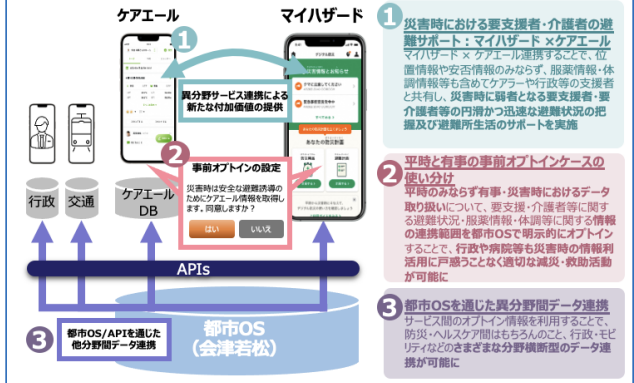 ケアエール
マイハザード
1
異分野サービス連携による
新たな付加価値の提供
2
事前オプトインの設定
災害時は安全な避難誘導の
ためにケアエール情報を取得し
ます。同意しますか？
はい
いいえ
行政
交通
ケアエール
DB
APIs
3
都市OS/APIを通じた
他分野間データ連携
都市OS
（会津若松）
あなたの防災計画
1
災害時における要支援者・介護者の避
難サポート：マイハザード ×ケアエール
マイハザード × ケアエール連携することで、位
置情報や安否情報のみならず、服薬情報・体
調情報等も含めてケアラーや行政等の支援者
と共有し、災害時に弱者となる要支援者・要
介護者等の円滑かつ迅速な避難状況の把
握及び避難所生活のサポートを実施
2
平時と有事の事前オプトインケースの
使い分け
平時のみならず有事・災害時におけるデータ
取り扱いについて、要支援・介護者等に関す
る避難状況・服薬情報・体調等に関する情報
の連携範囲を都市OSで明示的にオプトイン
することで、行政や病院等も災害時の情報利
活用に戸惑うことなく適切な減災・救助活動
が可能に
3
都市OSを通じた異分野間データ連携
サービス間のオプトイン情報を利用することで、
防災・ヘルスケア間はもちろんのこと、行政・モビ
リティなどのさまざまな分野横断型のデータ連
携が可能に